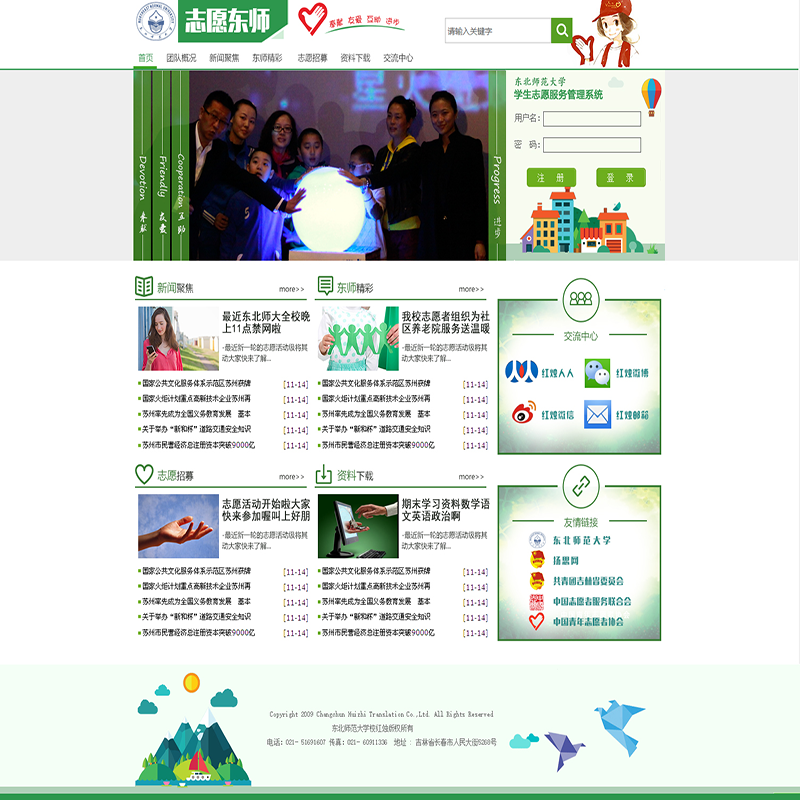 志愿东师
奉献 友爱 互助 进步
请输入关键字
首页 团队概况 新闻聚焦 东师精彩 志愿招募 资料下载 交流中心
Devotion 奉献
Friendly 友爱
Cooperation 互助
Progress 进步
东北师范大学
学生志愿服务管理系统
用户名：
密 码：
注 册 登 录
新闻聚焦 more>>
最近东北师大全校晚
上11点禁网啦
-最近新一轮的志愿活动圾将其
动大家快来了解...
国家公共文化服务体系示范区苏州获牌 [11-14]
国家火炬计划重点高新技术企业苏州再 [11-14]
苏州率先成为全国义务教育发展 基本 [11-14]
关于举办“新和杯”道路交通安全知识 [11-14]
苏州市民营经济总注册资本突破9000亿 [11-14]
东师精彩 more>>
我校志愿者组织为社
区养老院服务送温暖
-最近新一轮的志愿活动圾将其
动大家快来了解...
国家公共文化服务体系示范区苏州获牌 [11-14]
国家火炬计划重点高新技术企业苏州再 [11-14]
苏州率先成为全国义务教育发展 基本 [11-14]
关于举办“新和杯”道路交通安全知识 [11-14]
苏州市民营经济总注册资本突破9000亿 [11-14]
交流中心
红烛人人 红烛微博
红烛微信 红烛邮箱
志愿招募 more>>
志愿活动开始啦大家
快来参加喔叫上好朋
-最近新一轮的志愿活动圾将其
动大家快来了解...
国家公共文化服务体系示范区苏州获牌 [11-14]
国家火炬计划重点高新技术企业苏州再 [11-14]
苏州率先成为全国义务教育发展 基本 [11-14]
关于举办“新和杯”道路交通安全知识 [11-14]
苏州市民营经济总注册资本突破9000亿 [11-14]
资料下载 more>>
期末学习资料数学语
文英语政治啊
-最近新一轮的志愿活动圾将其
动大家快来了解...
国家公共文化服务体系示范区苏州获牌 [11-14]
国家火炬计划重点高新技术企业苏州再 [11-14]
苏州率先成为全国义务教育发展 基本 [11-14]
关于举办“新和杯”道路交通安全知识 [11-14]
苏州市民营经济总注册资本突破9000亿 [11-14]
友情链接
东北师范大学
扬思网
共青团吉林省委员会
中国志愿者服务联合会
中国青年志愿者协会
Copyright 2009 Changchun Huizhi Translation Co.,Ltd. All Rights Reserved
东北师范大学校红烛版权所有
电话：021- 51691607 传真：021- 60911336 地址：吉林省长春市人民大街5268号